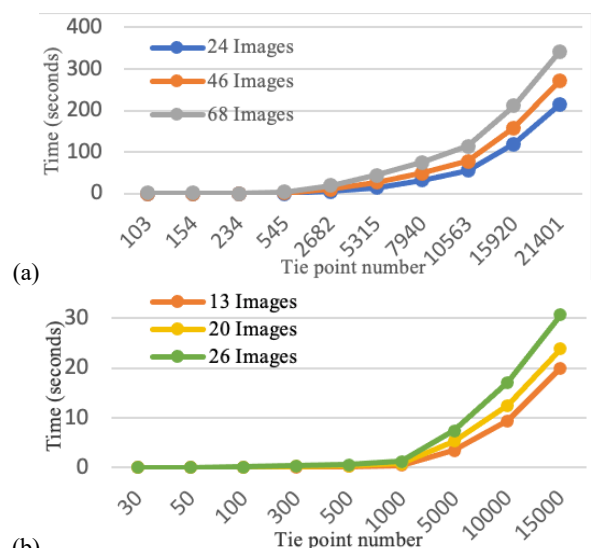 400
300
200
100
0
Time (seconds)
24 Images
46 Images
68 Images
103
154
234
545
2682
5315
7940
10563
15920
21401
Tie point number
(a)
30
20
10
0
Time (seconds)
13 Images
20 Images
26 Images
30
50
100
300
500
1000
5000
10000
15000
Tie point number
(b)